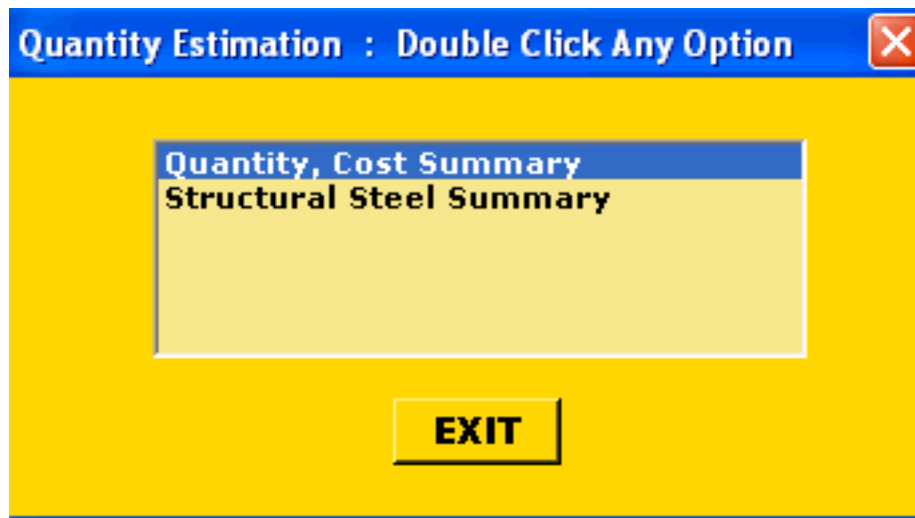 Quantity Estimation : Double Click Any Option
Quantity, Cost Summary
Structural Steel Summary
EXIT